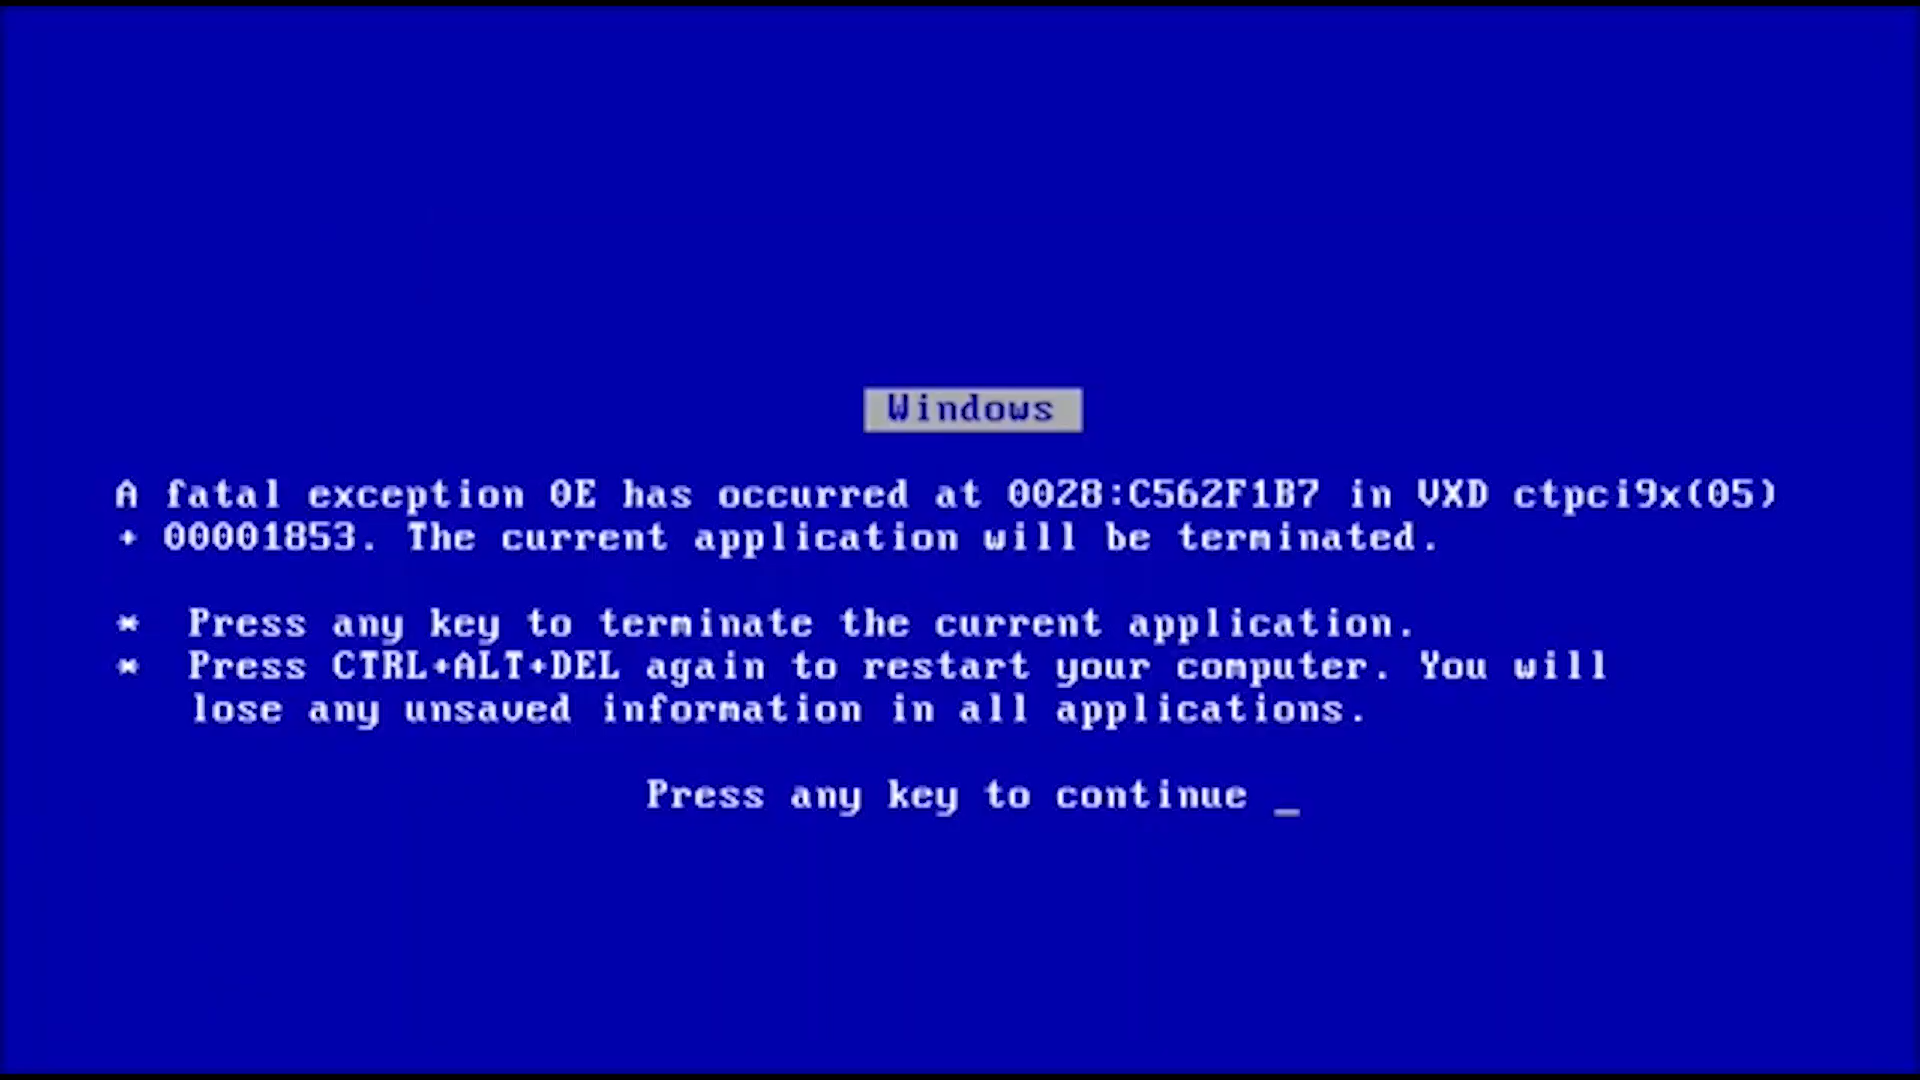 Windows
A fatal exception 0E has occurred at 0028:C562F1B7 in VXD ctpci9x(05)
+ 00001853. The current application will be terminated.
* Press any key to terminate the current application.
* Press CTRL+ALT+DEL again to restart your computer. You will
lose any unsaved information in all applications.
Press any key to continue _